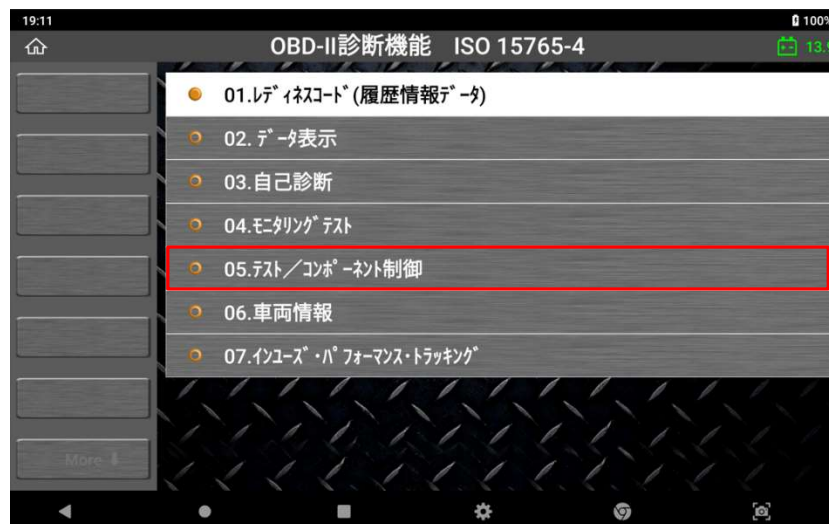 19:11
100%
OBD-II診断機能 ISO 15765-4
13.9
01.ﾚﾃﾞｨﾈｽｺｰﾄﾞ(履歴情報ﾃﾞｰﾀ)
02.ﾃﾞｰﾀ表示
03.自己診断
04.ﾓﾆﾀﾘﾝｸﾞﾃｽﾄ
05.ﾃｽﾄ／ｺﾝﾎﾟｰﾈﾝﾄ制御
06.車両情報
07.ｲﾝﾕｰｽﾞ・ﾊﾟﾌｫｰﾏﾝｽ・ﾄﾗｯｷﾝｸﾞ
More ⬇